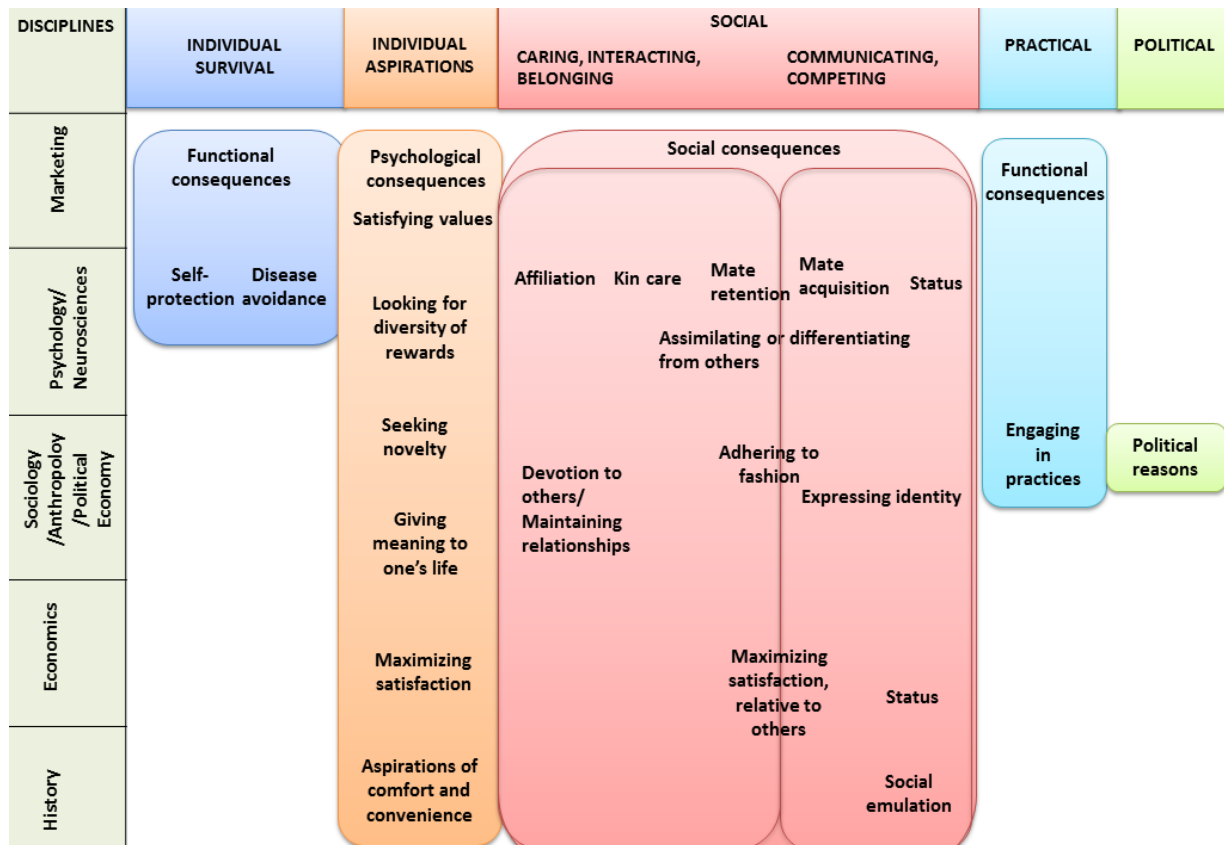 DISCIPLINES
INDIVIDUAL
SURVIVAL
INDIVIDUAL
ASPIRATIONS
SOCIAL
CARING, INTERACTING,
BELONGING
COMMUNICATING,
COMPETING
PRACTICAL
POLITICAL
Marketing
Functional
consequences
Psychological
consequences
Satisfying values
Social consequences
Functional
consequences
Psychology/
Neurosciences
Self-
protection
Disease
avoidance
Looking for
diversity of
rewards
Affiliation
Kin care
Mate
retention
Mate
acquisition
Status
Assimilating or differentiating
from others
Sociology
/Anthropoloy
/Political
Economy
Seeking
novelty
Giving
meaning to
one's life
Devotion to
others/
Maintaining
relationships
Adhering to
fashion
Expressing identity
Engaging
in
practices
Political
reasons
Economics
Maximizing
satisfaction
Maximizing
satisfaction,
relative to
others
Status
History
Aspirations of
comfort and
convenience
Social
emulation